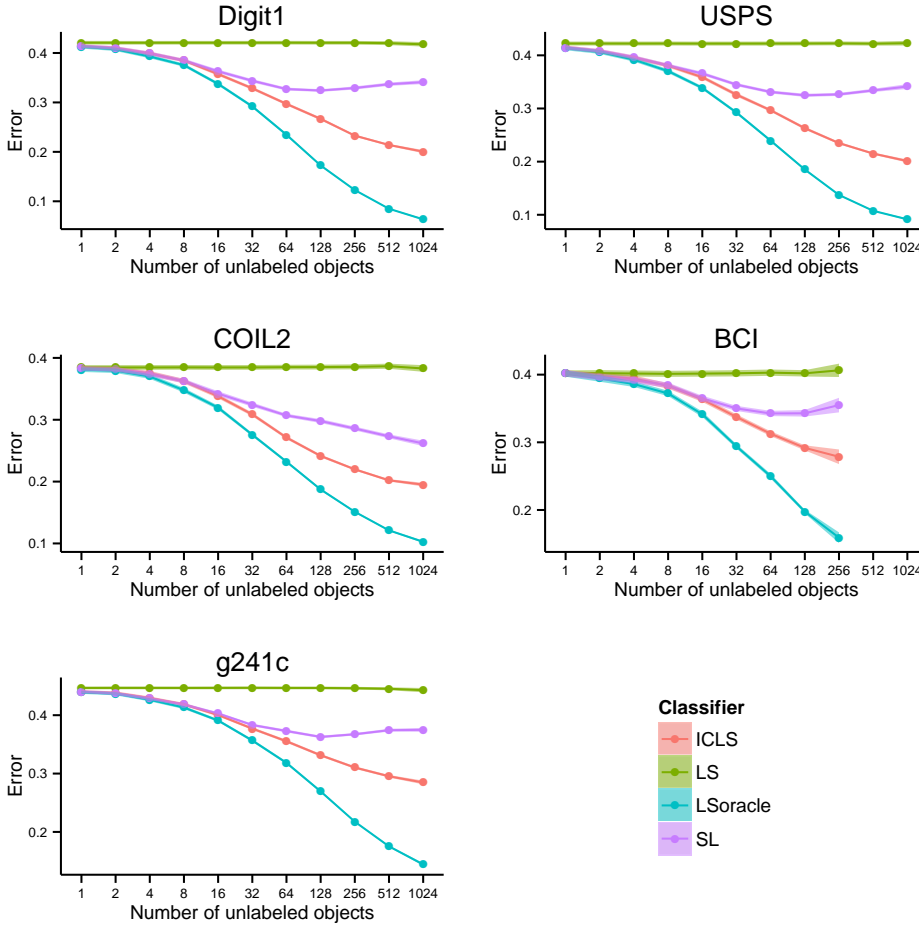 Digit1
Error
0.4
0.3
0.2
0.1
1 2 4 8 16 32 64 128 256 512 1024
Number of unlabeled objects
USPS
Error
0.4
0.3
0.2
0.1
1 2 4 8 16 32 64 128 256 512 1024
Number of unlabeled objects
COIL2
Error
0.4
0.3
0.2
0.1
1 2 4 8 16 32 64 128 256 512 1024
Number of unlabeled objects
BCI
Error
0.4
0.3
0.2
1 2 4 8 16 32 64 128 256 512 1024
Number of unlabeled objects
g241c
Error
0.4
0.3
0.2
1 2 4 8 16 32 64 128 256 512 1024
Number of unlabeled objects
Classifier
ICLS
LS
LSoracle
SL